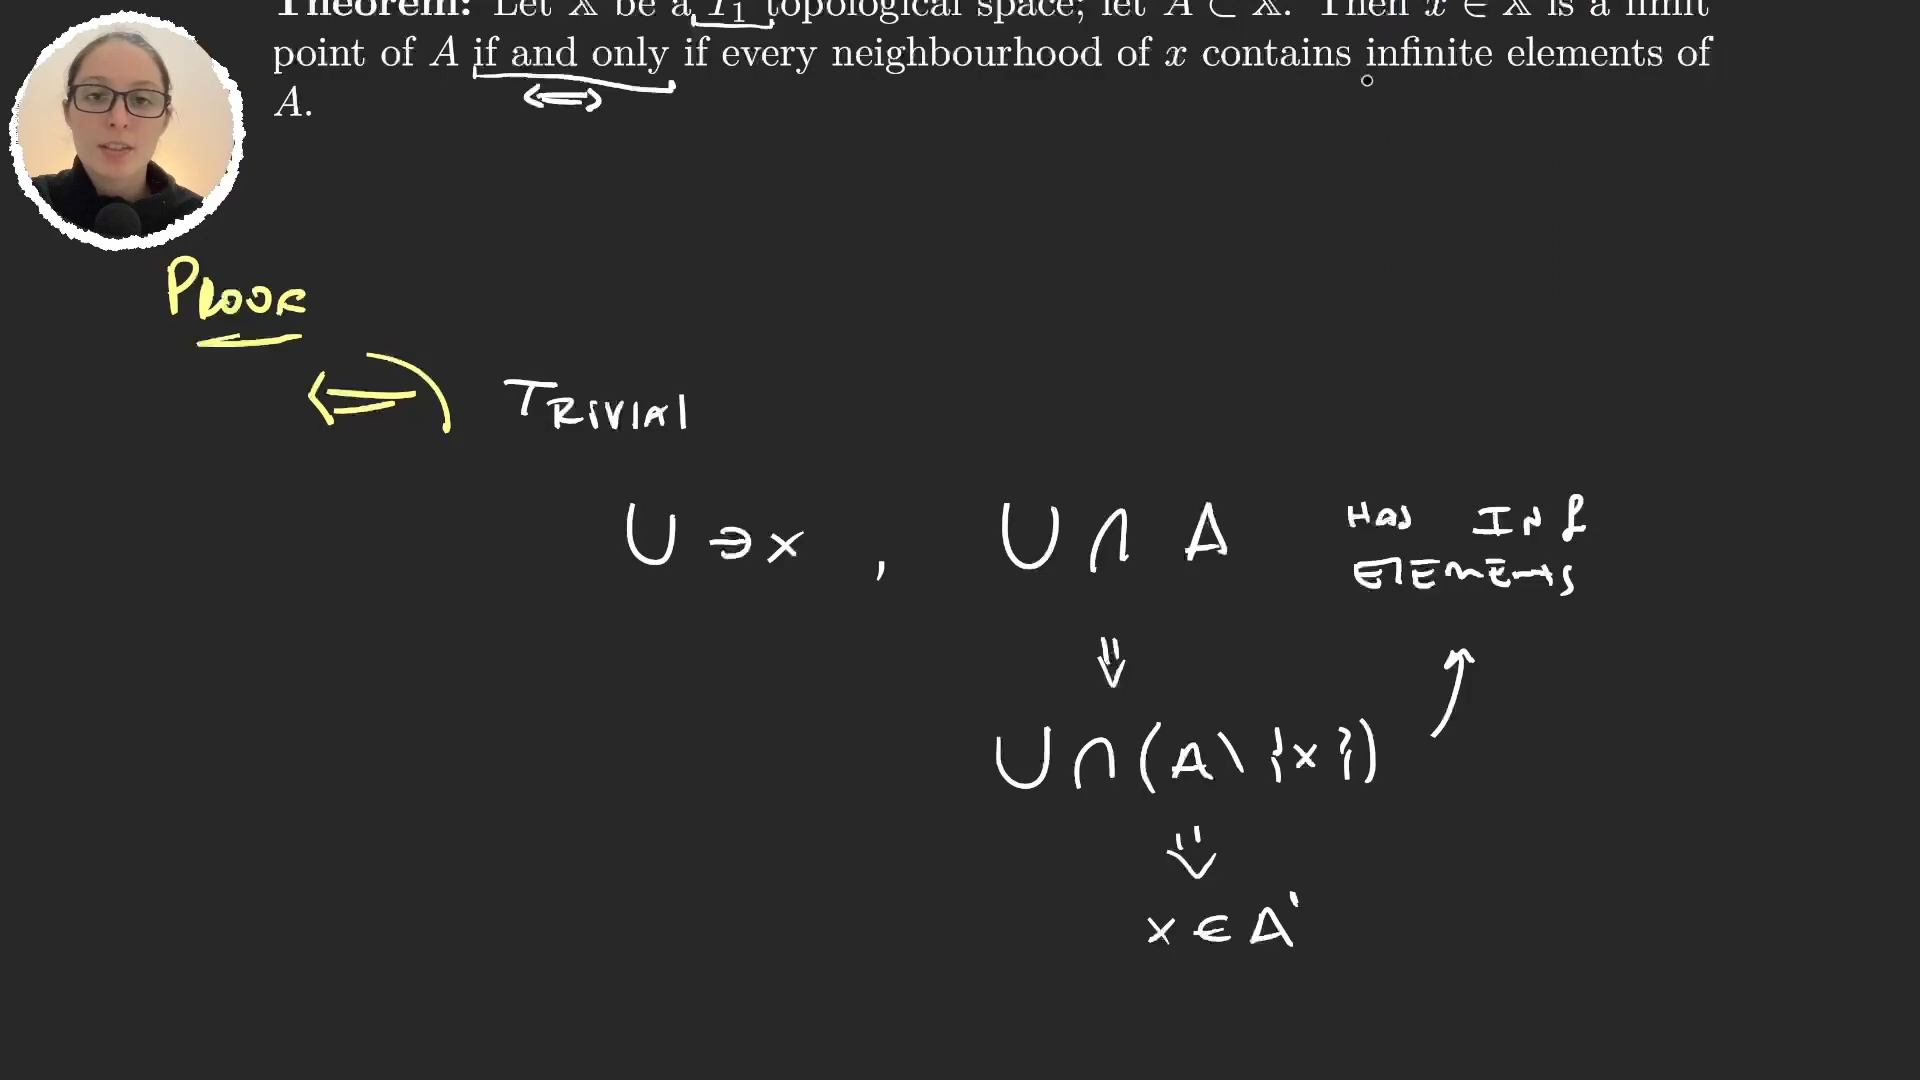 Theorem: Let 𝕏 be a T₁ topological space; let A ⊂ 𝕏. Then x ∈ 𝕏 is a limit
point of A if and only if every neighbourhood of x contains infinite elements of
A.
⟺
PROOF
⟸) TRIVIAL
U ∋ x , U ∩ A HAS INF
ELEMENTS
⇓
U ∩ (A \ {x})
⇓
x ∈ A'